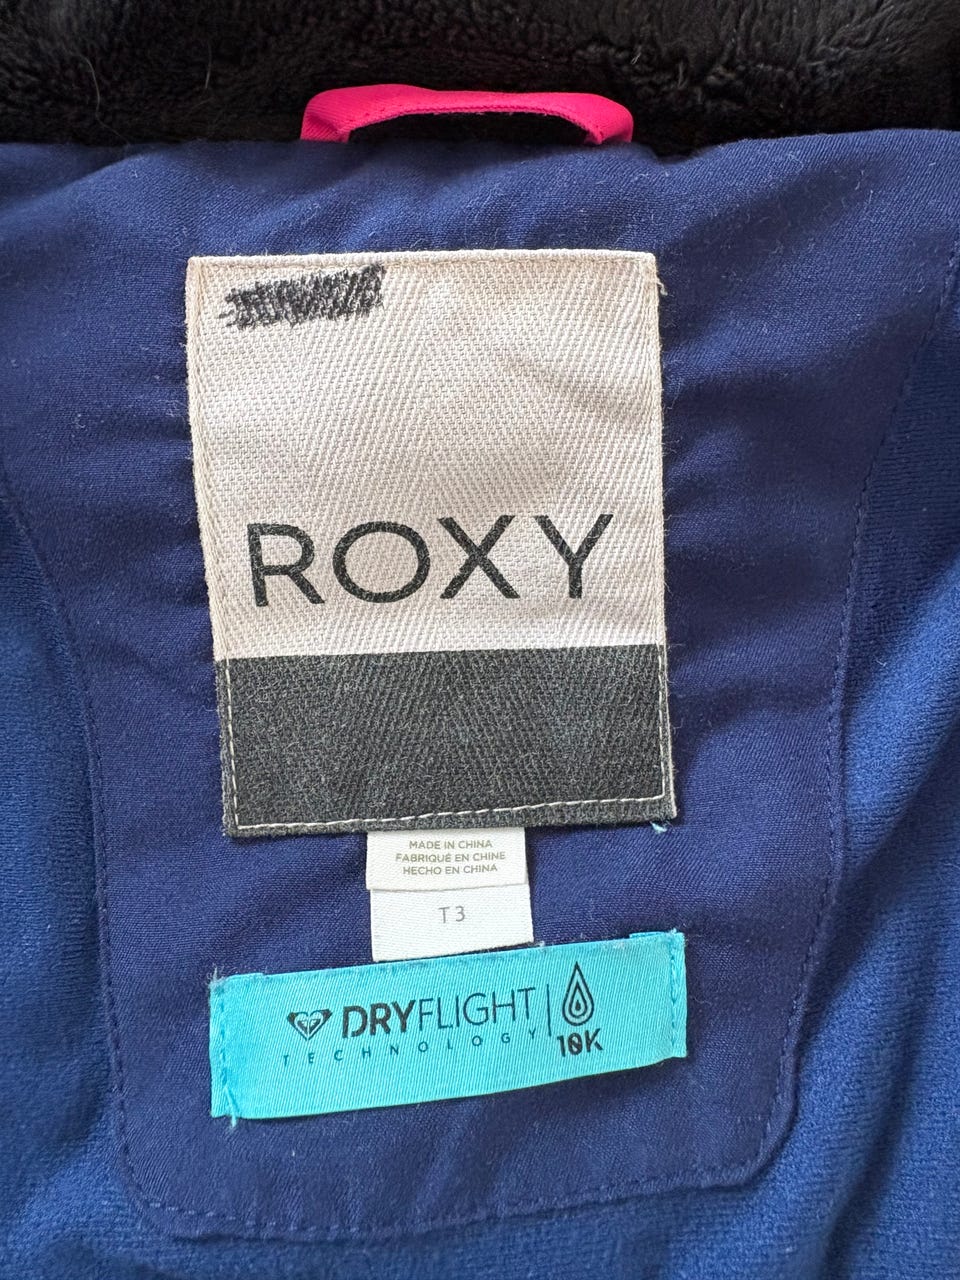 ROXY
MADE IN CHINA
FABRIQUÉ EN CHINE
HECHO EN CHINA
T3
DRYFLIGHT
TECHNOLOGY
10K